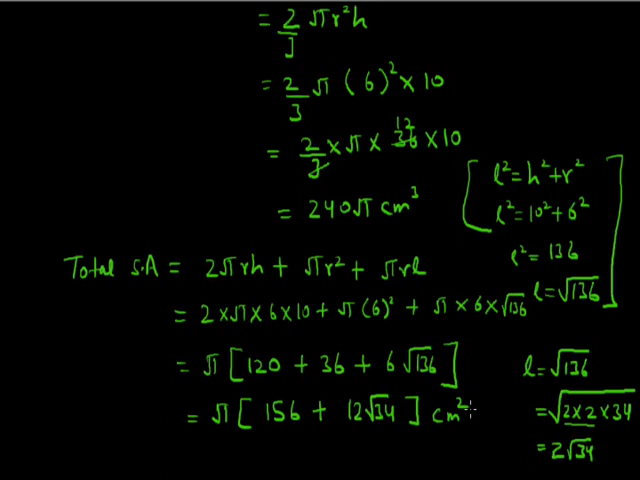 = 2/3 πr²h
= 2/3 π (6)² × 10
= 2/3 × π × 36 12 × 10
= 240π cm³
[ l² = h² + r²
l² = 10² + 6²
l² = 136
l = √136 ]
Total S.A = 2πrh + πr² + πrl
= 2 × π × 6 × 10 + π (6)² + π × 6 × √136
= π [ 120 + 36 + 6√136 ]
= π [ 156 + 12√34 ] cm²
l = √136
= √2 × 2 × 34
= 2√34